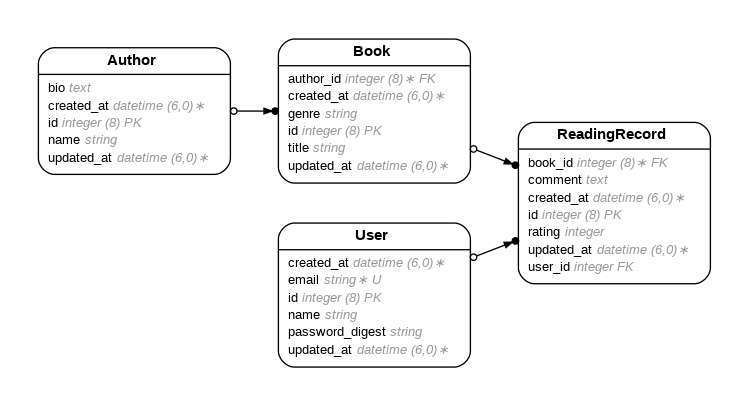 Author
bio text
created_at datetime (6,0)∗
id integer (8) PK
name string
updated_at datetime (6,0)∗
Book
author_id integer (8)∗ FK
created_at datetime (6,0)∗
genre string
id integer (8) PK
title string
updated_at datetime (6,0)∗
User
created_at datetime (6,0)∗
email string∗ U
id integer (8) PK
name string
password_digest string
updated_at datetime (6,0)∗
ReadingRecord
book_id integer (8)∗ FK
comment text
created_at datetime (6,0)∗
id integer (8) PK
rating integer
updated_at datetime (6,0)∗
user_id integer FK